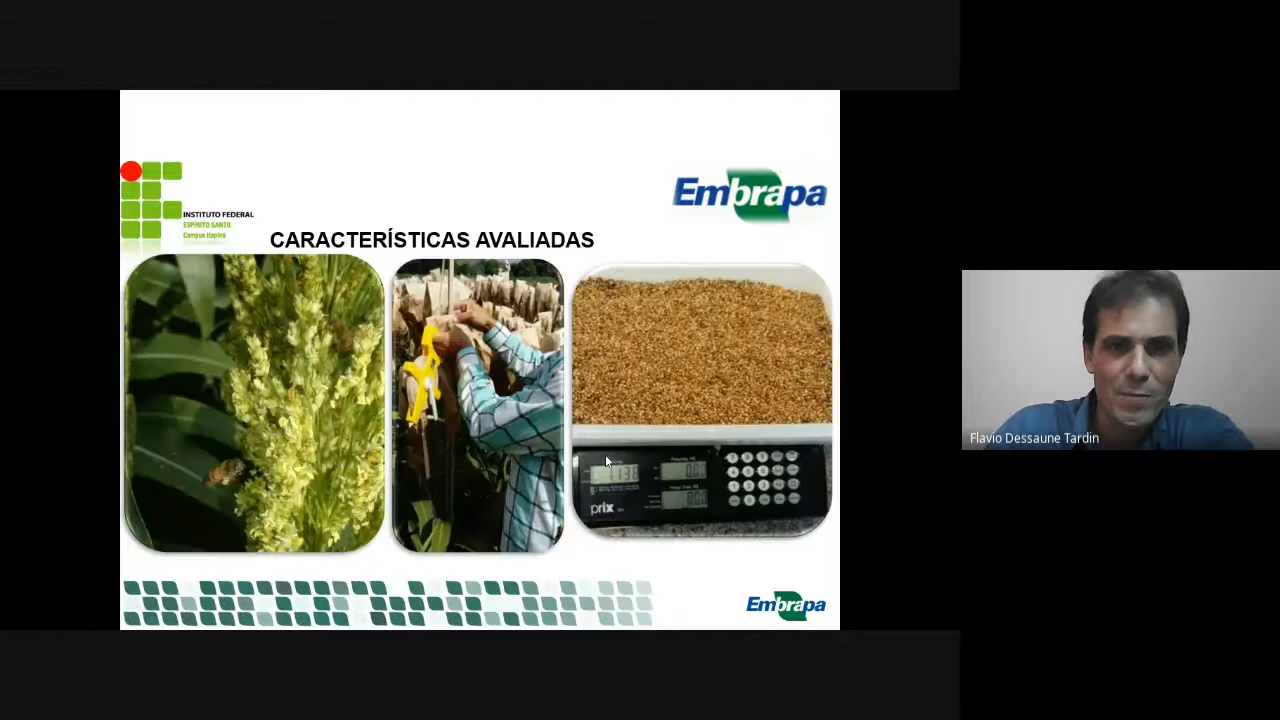 INSTITUTO FEDERAL
ESPÍRITO SANTO
Campus Itapina
Embrapa
CARACTERÍSTICAS AVALIADAS
prix
Flavio Dessaune Tardin
Embrapa